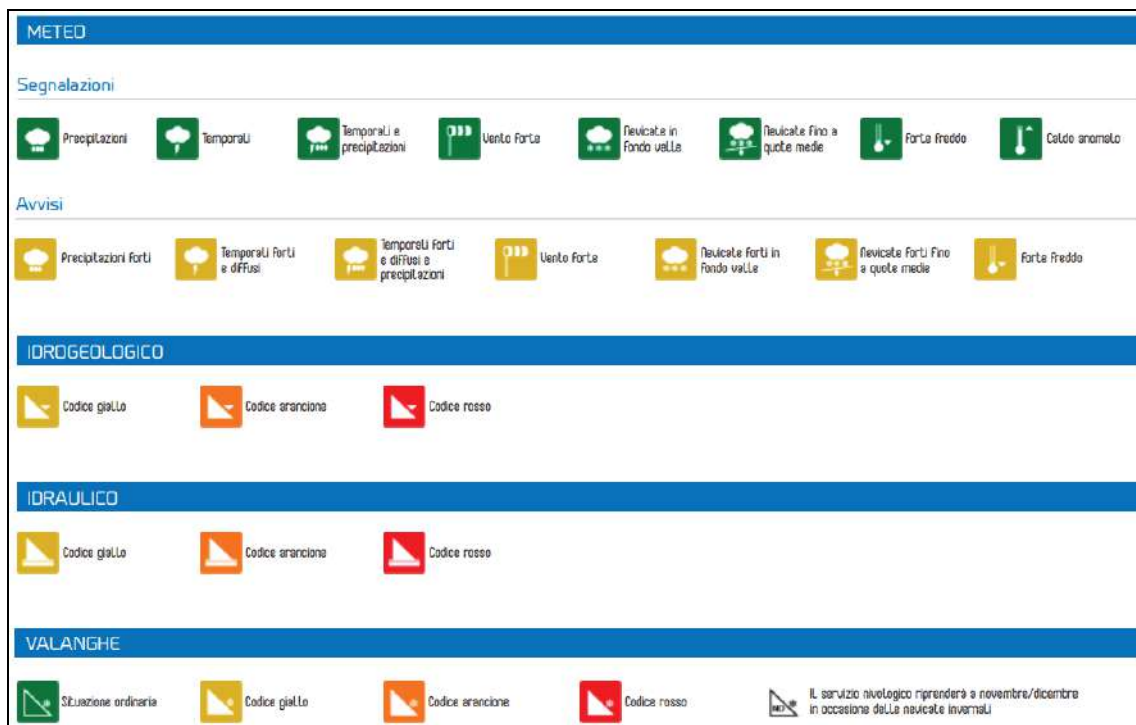 METEO
Segnalazioni
Precipitazioni
Temporali
Temporali e
precipitazioni
Vento forte
Nevicate in
fondo valle
Nevicate fino a
quote medie
Forte freddo
Caldo anomalo
Avvisi
Precipitazioni forti
Temporali forti
e diffusi
Temporali forti
e diffusi e
precipitazioni
Vento forte
Nevicate forti in
fondo valle
Nevicate forti fino
a quote medie
Forte freddo
IDROGEOLOGICO
Codice giallo
Codice arancione
Codice rosso
IDRAULICO
Codice giallo
Codice arancione
Codice rosso
VALANGHE
Situazione ordinaria
Codice giallo
Codice arancione
Codice rosso
NO
IL servizio nivologico riprenderà a novembre/dicembre
in occasione delle nevicate invernali